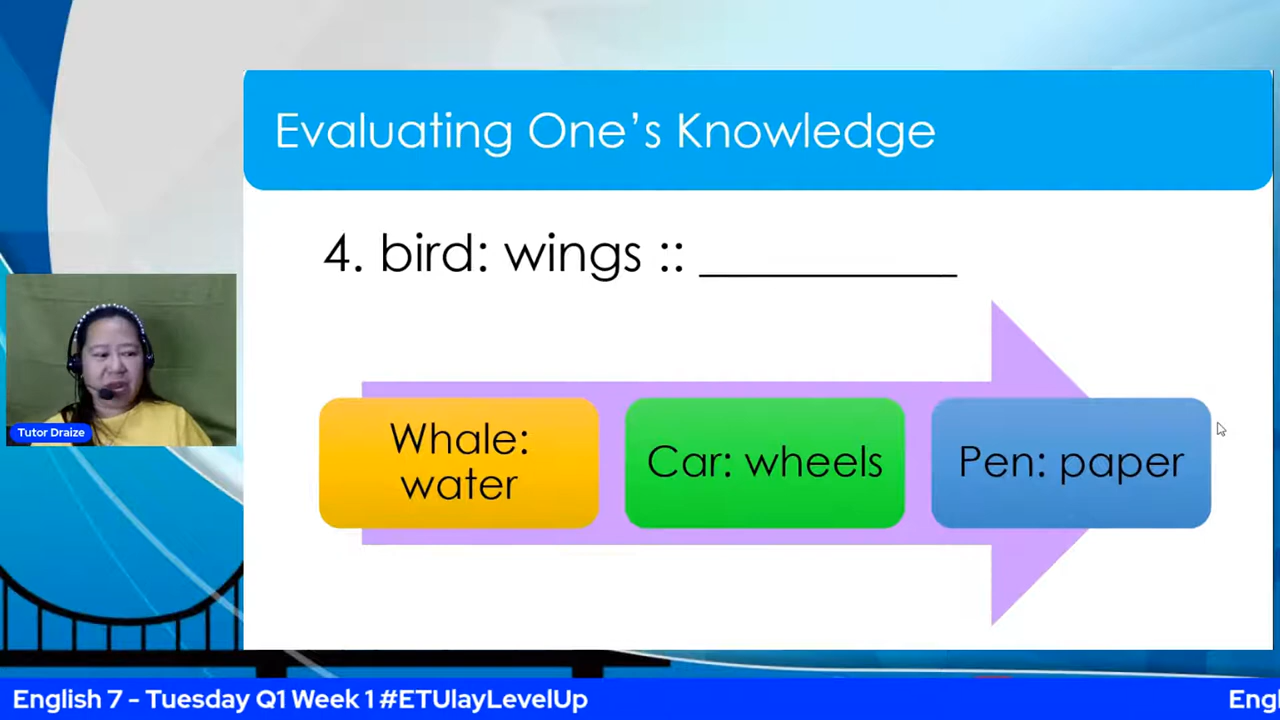 Evaluating One's Knowledge
4. bird: wings :: __________
Whale:
water
Car: wheels
Pen: paper
Tutor Draize
English 7 - Tuesday Q1 Week 1 #ETUlayLevelUp
Engl